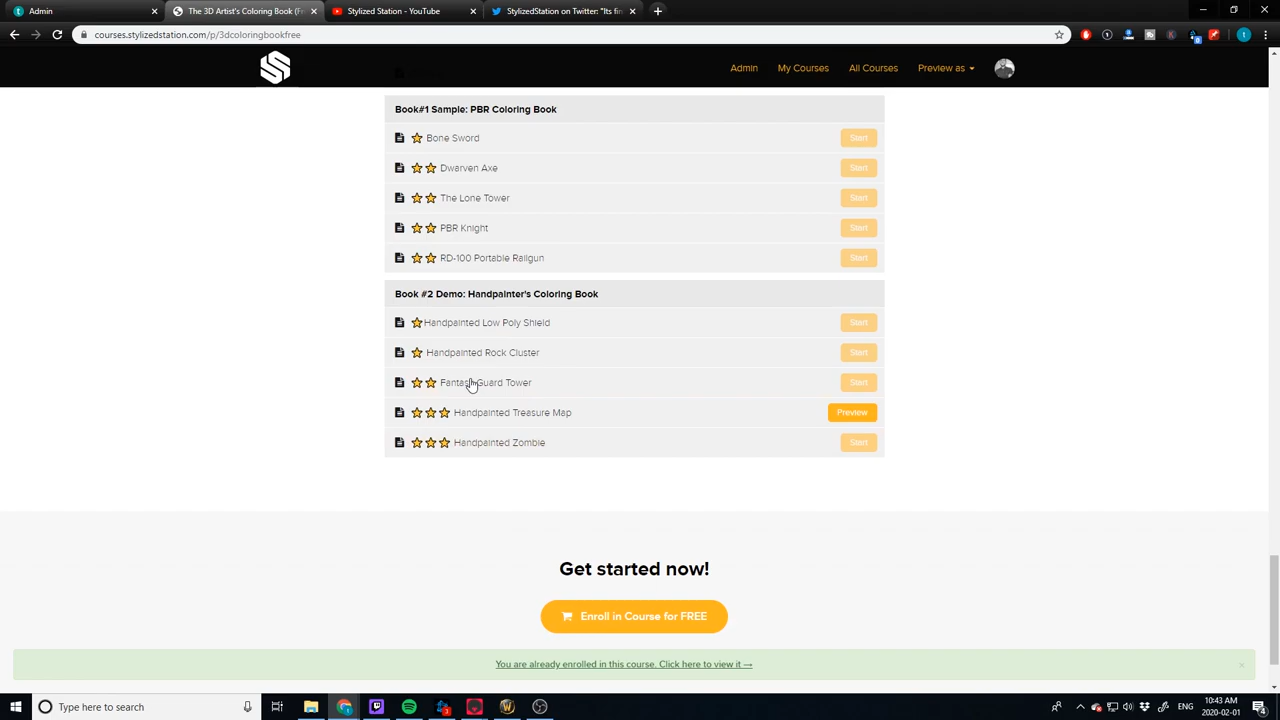 Admin
The 3D Artist's Coloring Book (Fr
Stylized Station - YouTube
StylizedStation on Twitter: "Its fin
courses.stylizedstation.com/p/3dcoloringbookfree
Admin
My Courses
All Courses
Preview as
Book#1 Sample: PBR Coloring Book
Bone Sword
Start
Dwarven Axe
Start
The Lone Tower
Start
PBR Knight
Start
RD-100 Portable Railgun
Start
Book #2 Demo: Handpainter's Coloring Book
Handpainted Low Poly Shield
Start
Handpainted Rock Cluster
Start
Fantasy Guard Tower
Start
Handpainted Treasure Map
Preview
Handpainted Zombie
Start
Get started now!
Enroll in Course for FREE
You are already enrolled in this course. Click here to view it →
Type here to search
ENG
10:43 AM
2020-02-01